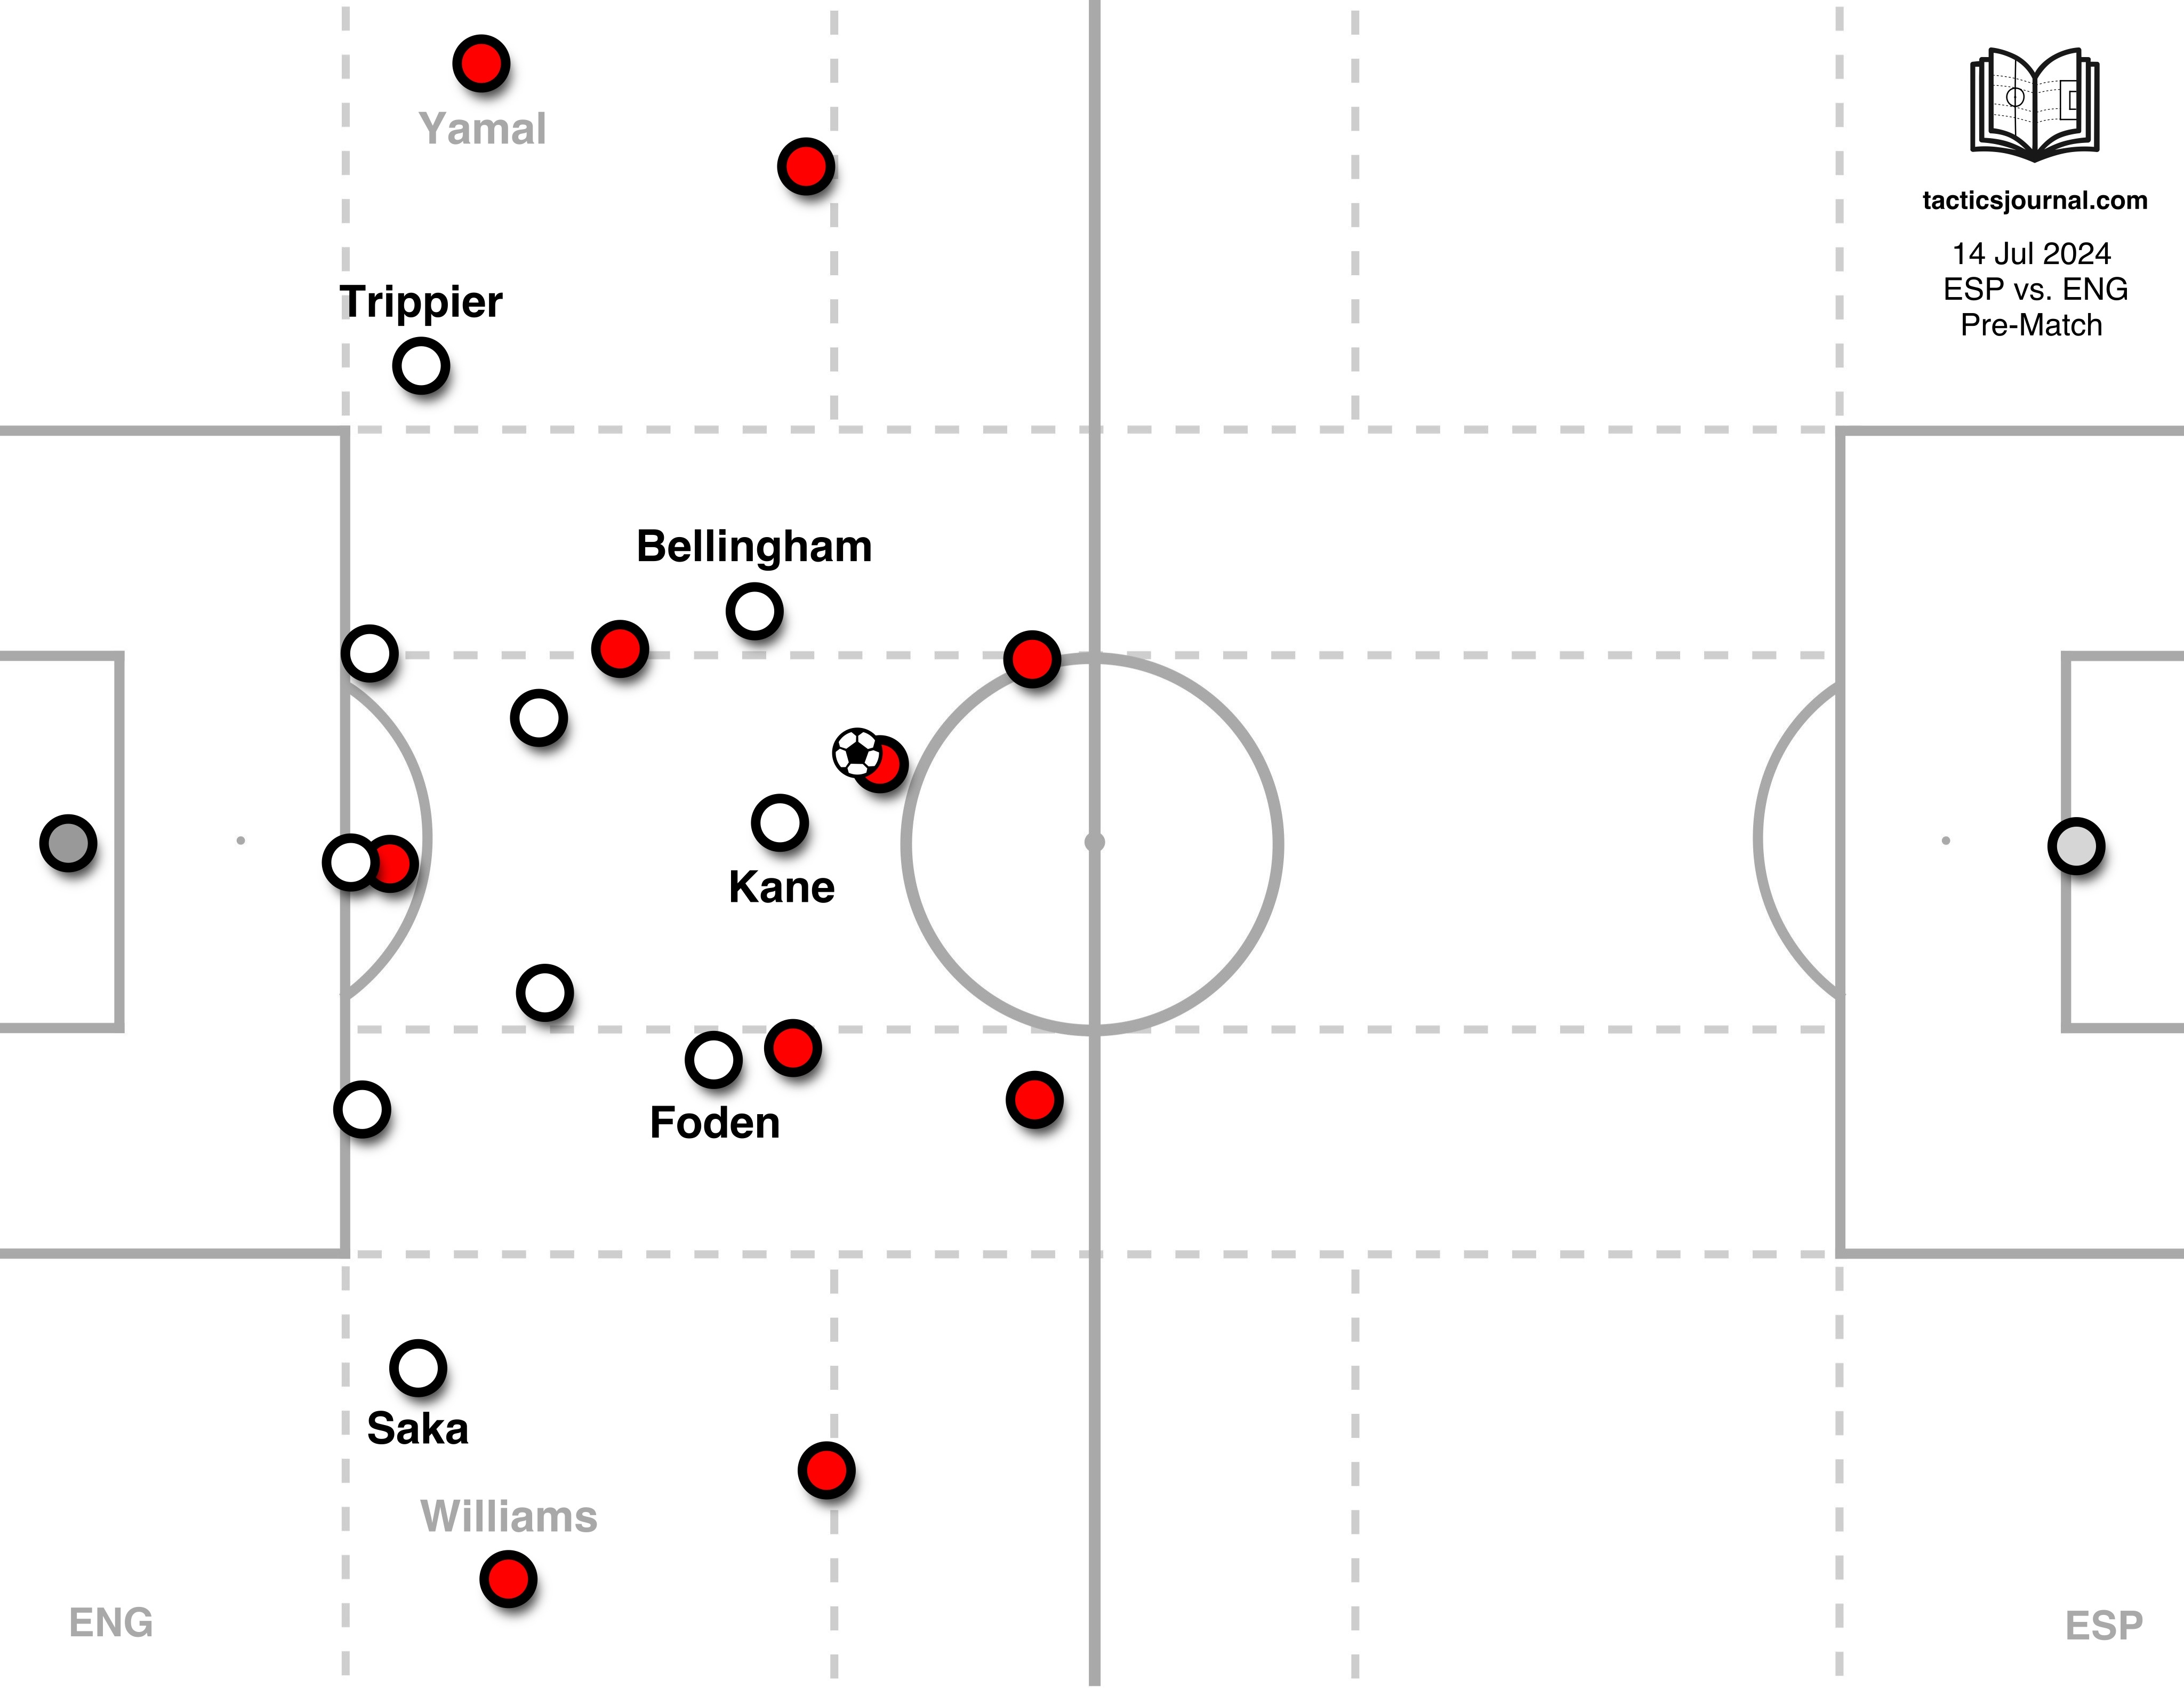 Yamal
tacticsjournal.com
14 Jul 2024
ESP vs. ENG
Pre-Match
Trippier
Bellingham
Kane
Foden
Saka
Williams
ENG
ESP